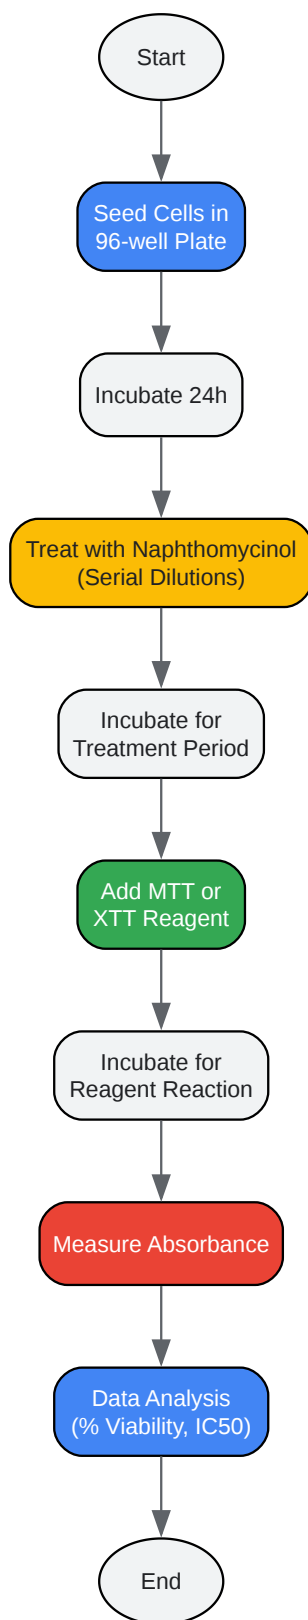 Start
Seed Cells in
96-well Plate
Incubate 24h
Treat with Naphthomycinol
(Serial Dilutions)
Incubate for
Treatment Period
Add MTT or
XTT Reagent
Incubate for
Reagent Reaction
Measure Absorbance
Data Analysis
(% Viability, IC50)
End